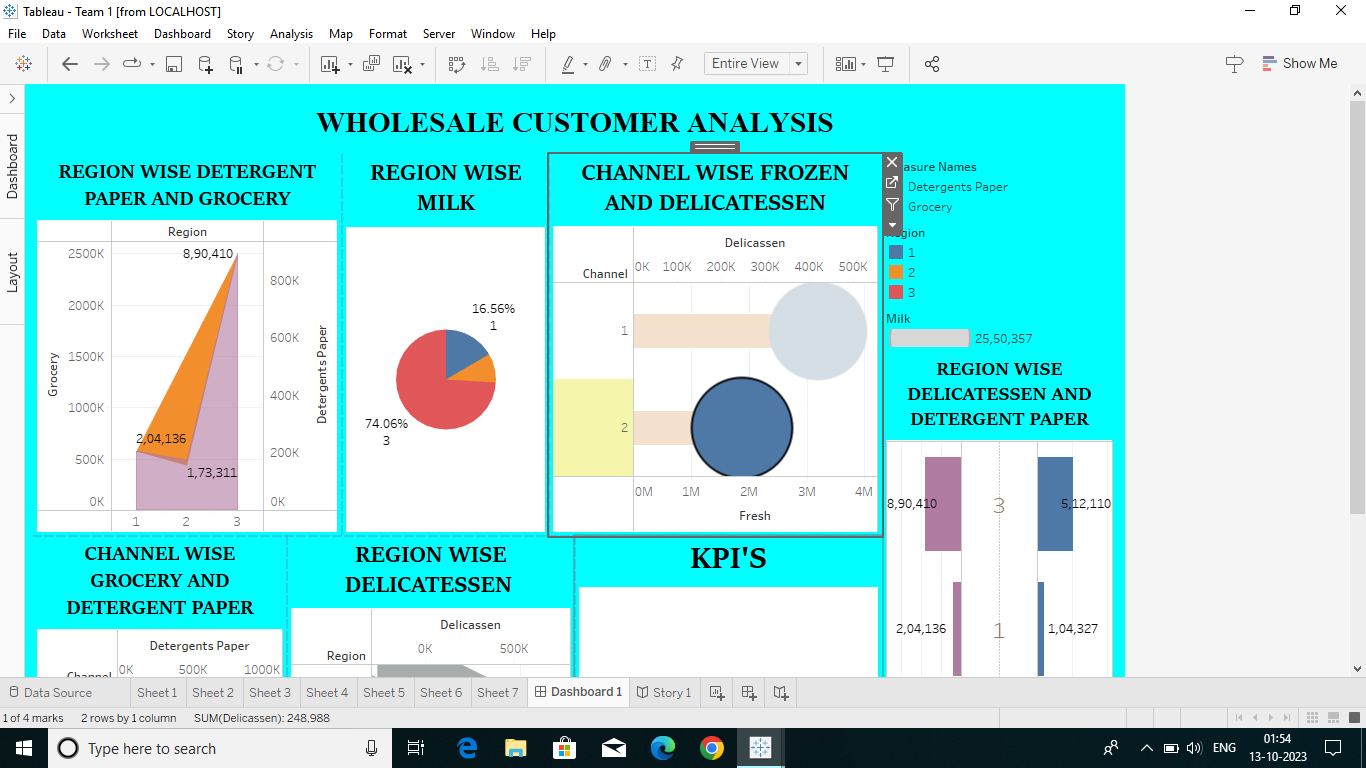 Tableau - Team 1 [from LOCALHOST]
File Data Worksheet Dashboard Story Analysis Map Format Server Window Help
Entire View
Show Me
Dashboard
Layout
WHOLESALE CUSTOMER ANALYSIS
REGION WISE DETERGENT
PAPER AND GROCERY
Region
2500K
2000K
1500K
1000K
500K
0K
Grocery
8,90,410
2,04,136
1,73,311
800K
600K
400K
200K
0K
Detergents Paper
1 2 3
REGION WISE
MILK
16.56%
1
74.06%
3
CHANNEL WISE FROZEN
AND DELICATESSEN
Delicassen
Channel
0K 100K 200K 300K 400K 500K
1
2
0M 1M 2M 3M 4M
Fresh
asure Names
Detergents Paper
Grocery
Region
1
2
3
Milk
25,50,357
REGION WISE
DELICATESSEN AND
DETERGENT PAPER
8,90,410 3 5,12,110
2,04,136 1 1,04,327
CHANNEL WISE
GROCERY AND
DETERGENT PAPER
Detergents Paper
0K 500K 1000K
Channel
REGION WISE
DELICATESSEN
Delicassen
0K 500K
Region
KPI'S
Data Source Sheet 1 Sheet 2 Sheet 3 Sheet 4 Sheet 5 Sheet 6 Sheet 7 Dashboard 1 Story 1
1 of 4 marks 2 rows by 1 column SUM(Delicassen): 248,988
Type here to search
ENG
01:54
13-10-2023